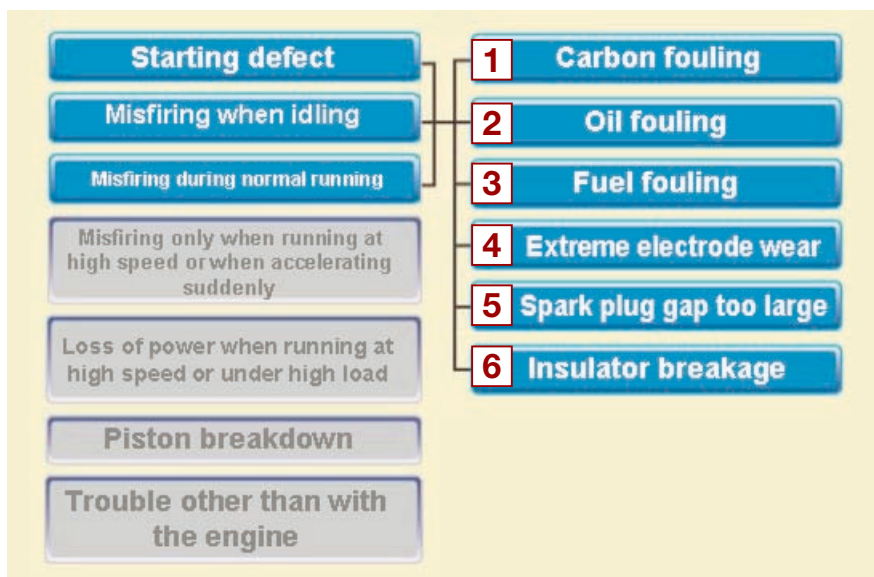 Starting defect
Misfiring when idling
Misfiring during normal running
Misfiring only when running at
high speed or when accelerating
suddenly
Loss of power when running at
high speed or under high load
Piston breakdown
Trouble other than with
the engine
1 Carbon fouling
2 Oil fouling
3 Fuel fouling
4 Extreme electrode wear
5 Spark plug gap too large
6 Insulator breakage